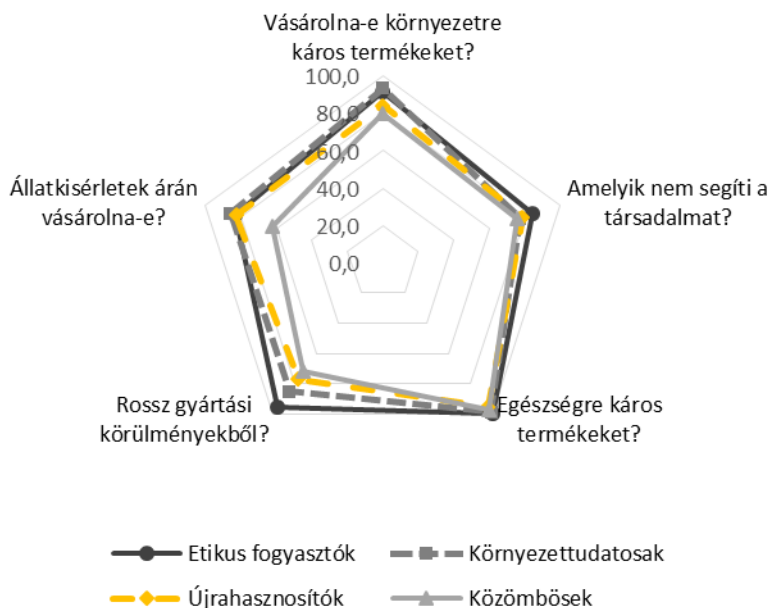 Vásárolna-e környezetre
káros termékeket?
100,0
80,0
60,0
40,0
20,0
0,0
Állatkisérletek árán
vásárolna-e?
Amelyik nem segíti a
társadalmat?
Rossz gyártási
körülményekből?
Egészségre káros
termékeket?
Etikus fogyasztók
Környezettudatosak
Újrahasznosítók
Közömbösek